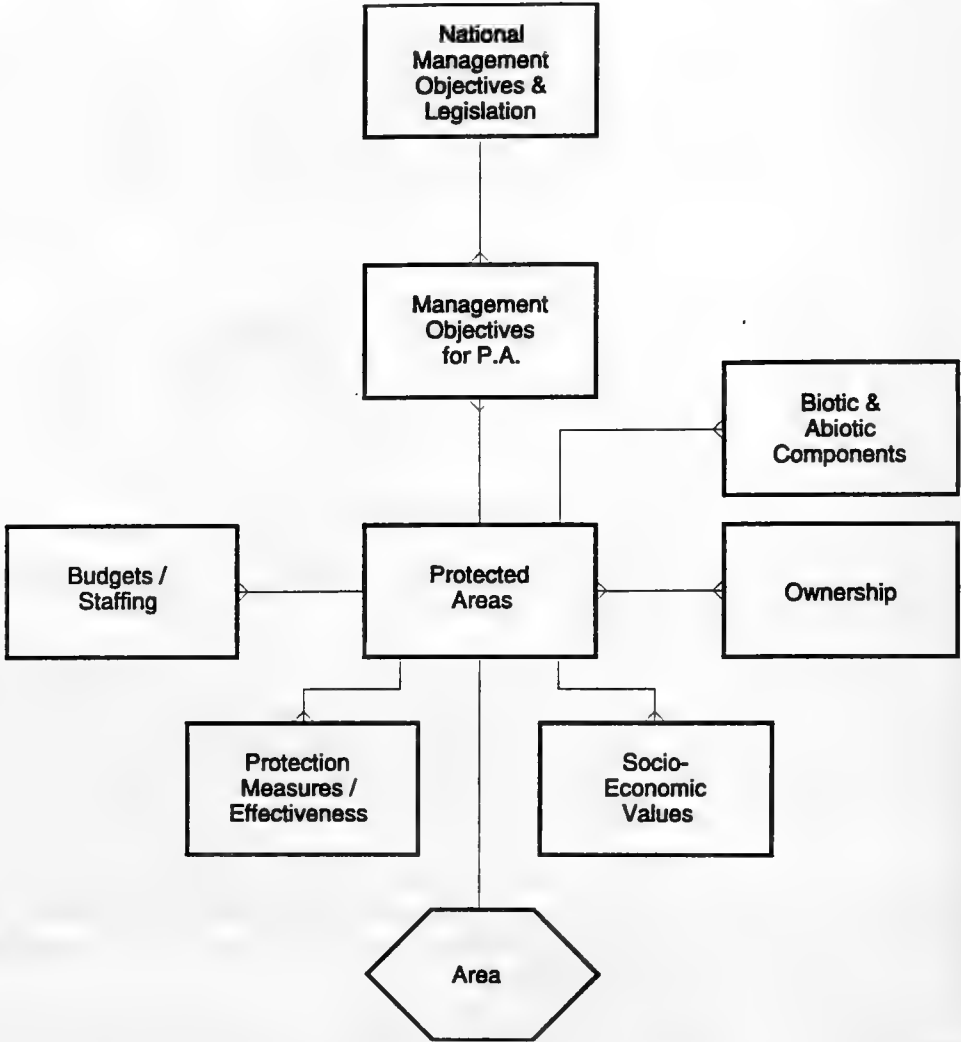 National
Management
Objectives &
Legislation
Management
Objectives
for P.A.
Biotic &
Abiotic
Components
Budgets /
Staffing
Protected
Areas
Ownership
Protection
Measures /
Effectiveness
Socio-
Economic
Values
Area